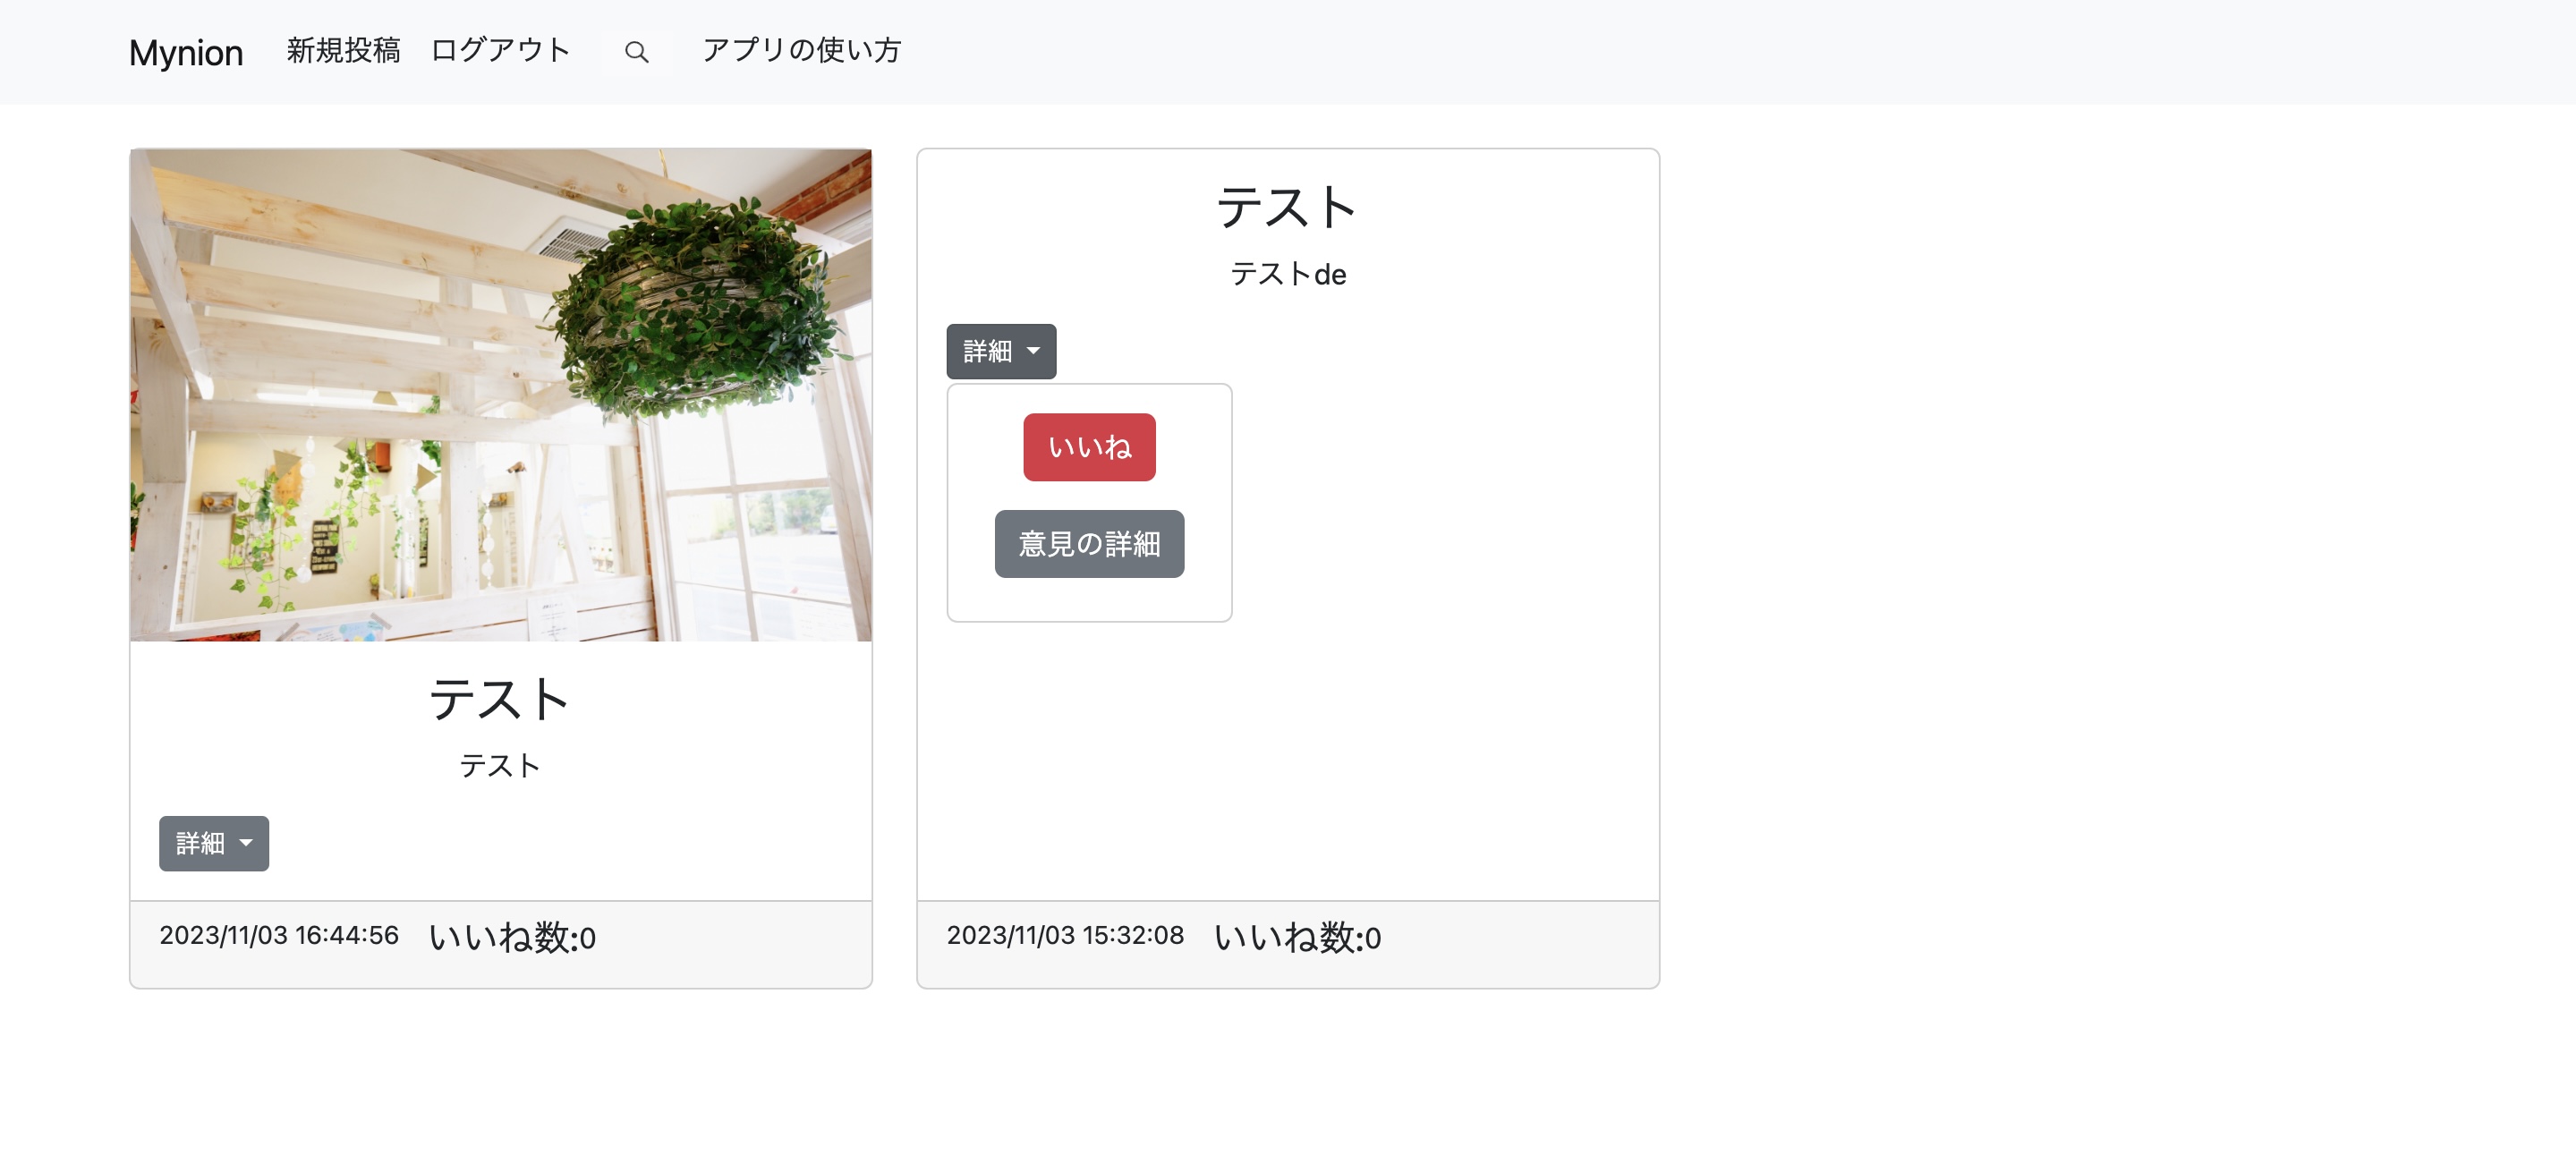 Mynion 新規投稿 ログアウト アプリの使い方
テスト
テスト
詳細
2023/11/03 16:44:56 いいね数:0
テスト
テストde
詳細
いいね
意見の詳細
2023/11/03 15:32:08 いいね数:0